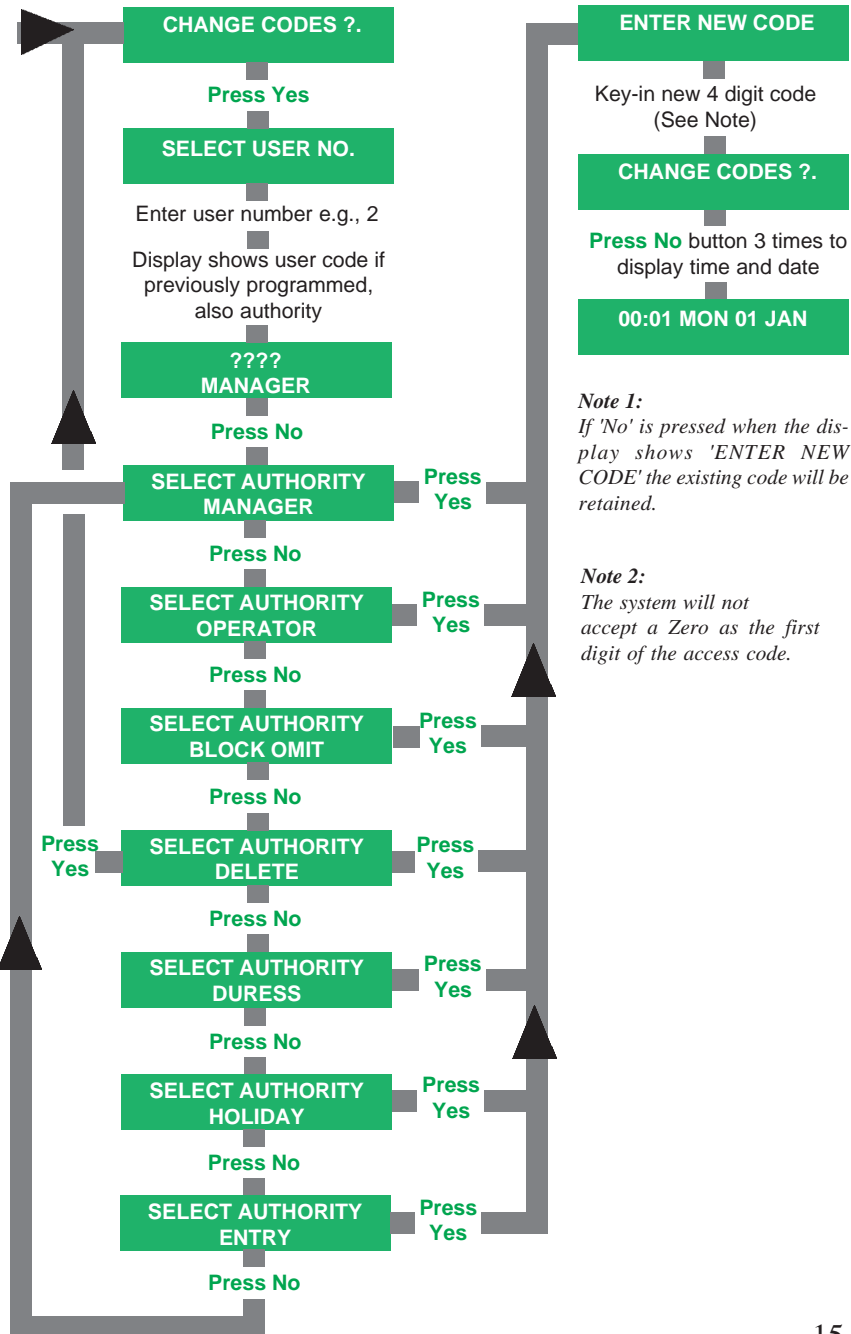 CHANGE CODES ?.
Press Yes
SELECT USER NO.
Enter user number e.g., 2
Display shows user code if
previously programmed,
also authority
????
MANAGER
Press No
SELECT AUTHORITY
MANAGER
Press
Yes
Press No
SELECT AUTHORITY
OPERATOR
Press
Yes
Press No
SELECT AUTHORITY
BLOCK OMIT
Press
Yes
Press No
Press
Yes
SELECT AUTHORITY
DELETE
Press
Yes
Press No
SELECT AUTHORITY
DURESS
Press
Yes
Press No
SELECT AUTHORITY
HOLIDAY
Press
Yes
Press No
SELECT AUTHORITY
ENTRY
Press
Yes
Press No
ENTER NEW CODE
Key-in new 4 digit code
(See Note)
CHANGE CODES ?.
Press No button 3 times to
display time and date
00:01 MON 01 JAN
Note 1:
If 'No' is pressed when the dis-
play shows 'ENTER NEW
CODE' the existing code will be
retained.
Note 2:
The system will not
accept a Zero as the first
digit of the access code.
15